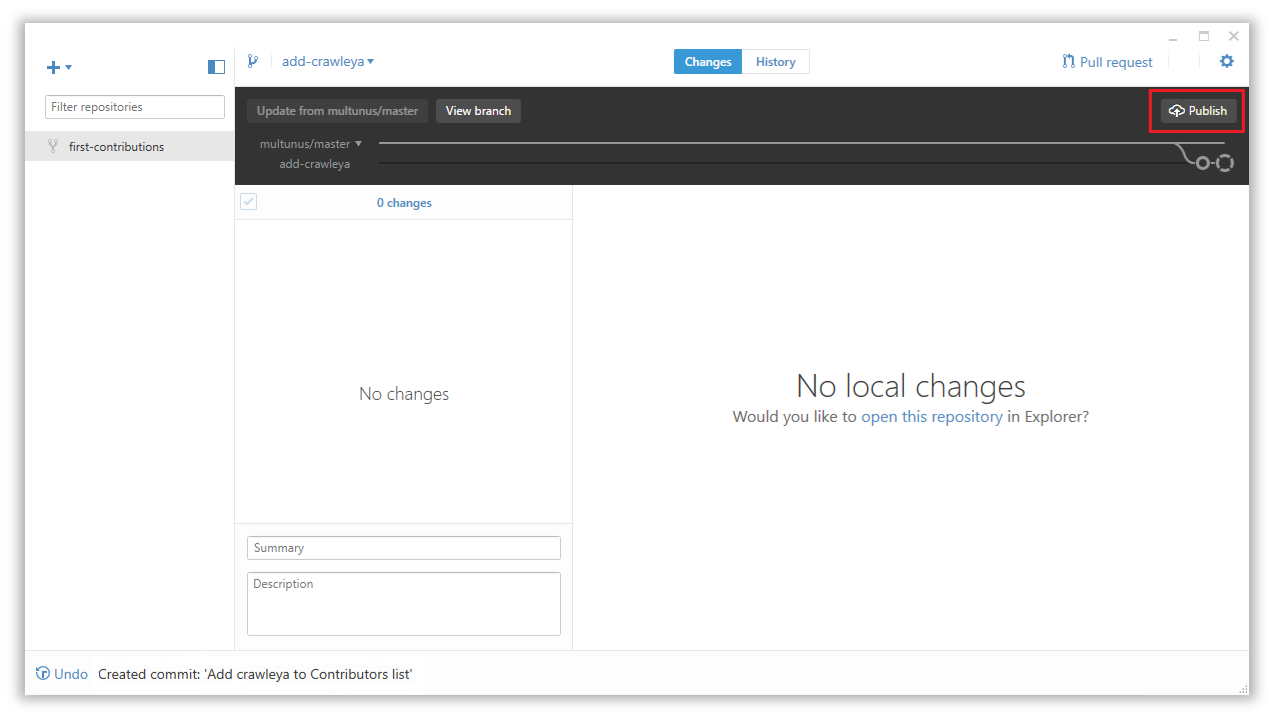 add-crawleya
Changes
History
Pull request
Filter repositories
first-contributions
Update from multunus/master
View branch
Publish
multunus/master
add-crawleya
0 changes
No changes
No local changes
Would you like to open this repository in Explorer?
Summary
Description
Undo
Created commit: 'Add crawleya to Contributors list'